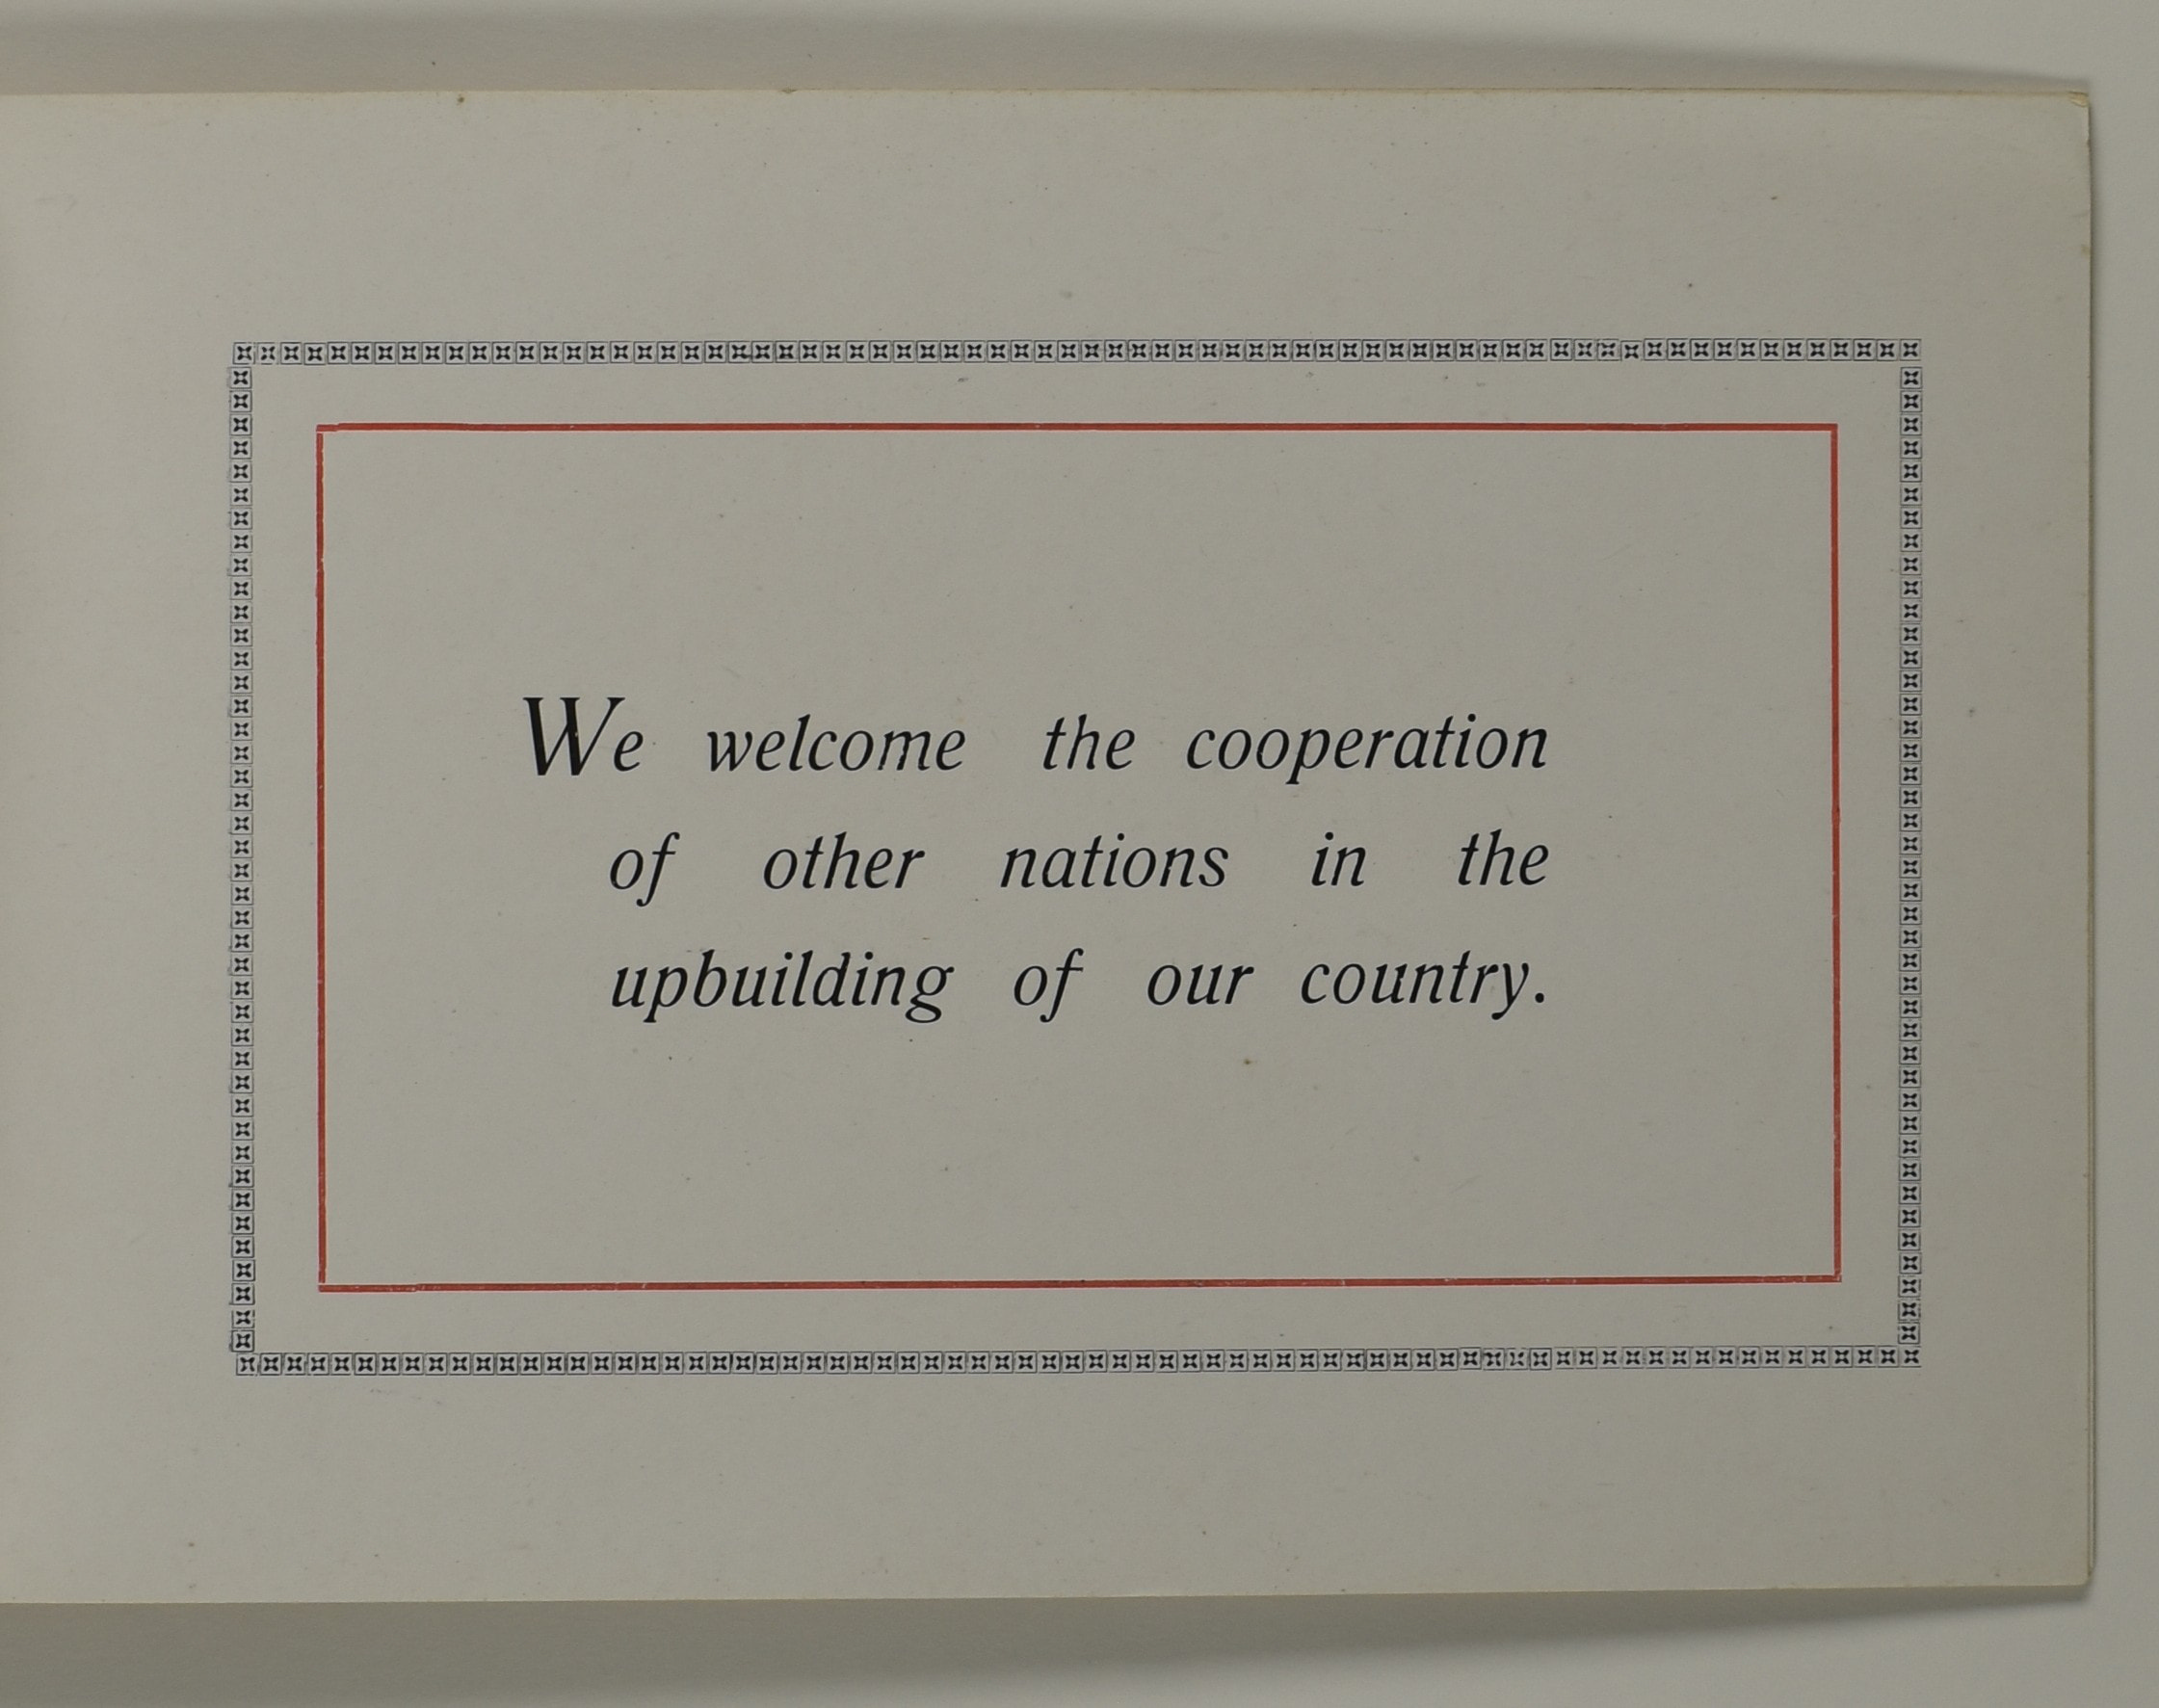 We welcome the cooperation
of other nations in the
upbuilding of our country.